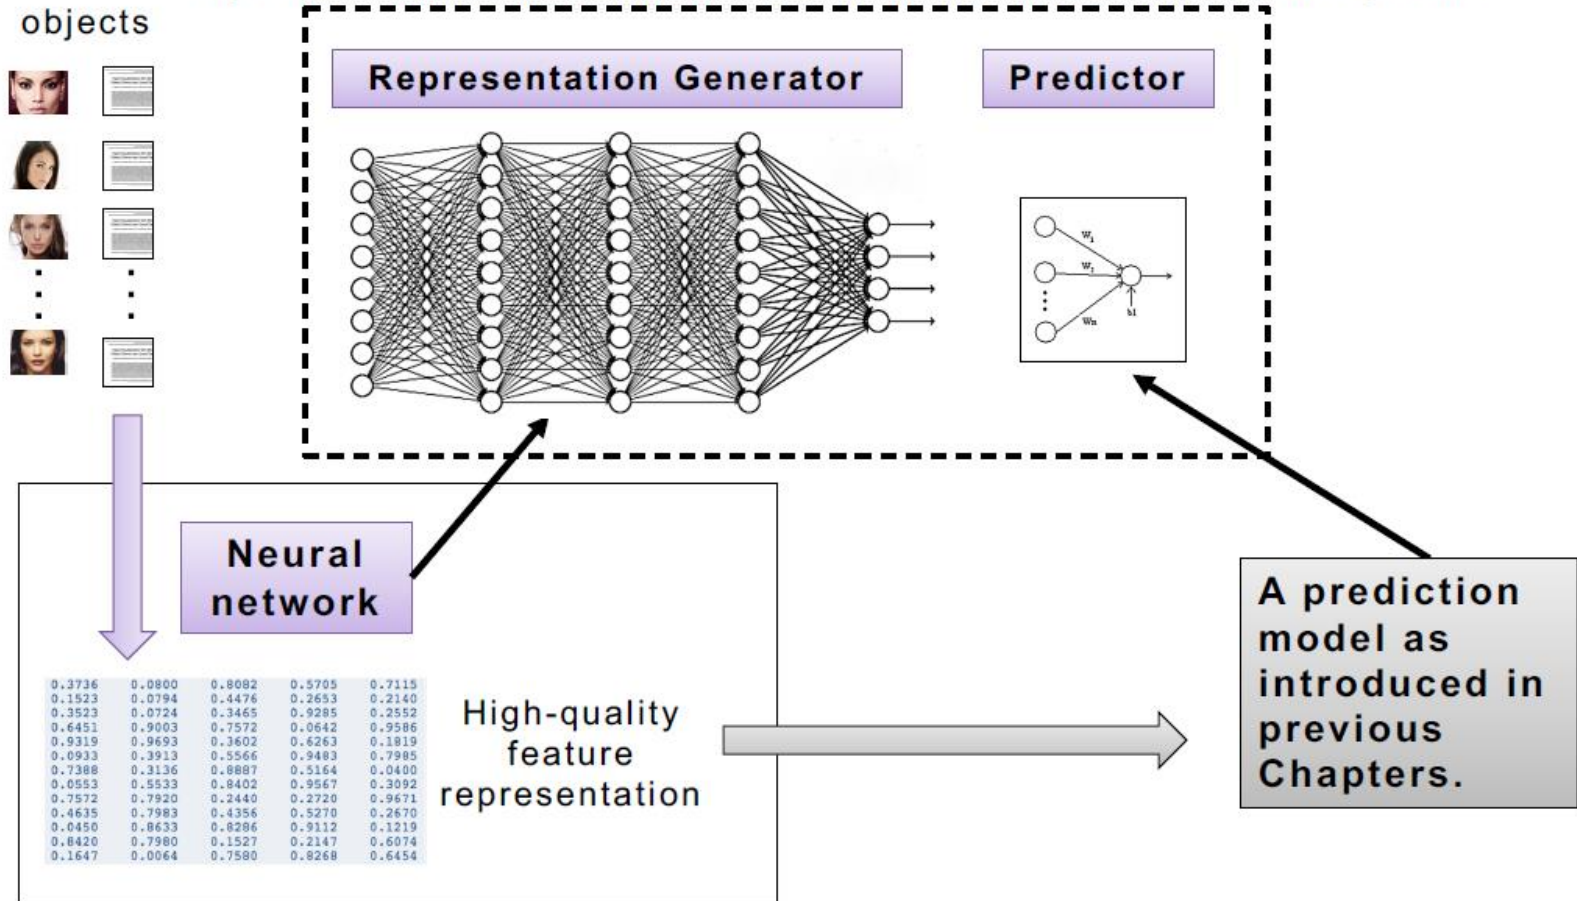 objects
Representation Generator
Predictor
W1
W2
Wn
b1
Neural
network
0.3736 0.0800 0.8082 0.5705 0.7115
0.1523 0.0794 0.4476 0.2653 0.2140
0.3523 0.0724 0.3465 0.9285 0.2552
0.6451 0.9003 0.7572 0.0642 0.9586
0.9319 0.9693 0.3602 0.6263 0.1819
0.0933 0.3913 0.5566 0.9483 0.7985
0.7388 0.3136 0.8887 0.5164 0.0400
0.0553 0.5533 0.8402 0.9567 0.3092
0.7572 0.7920 0.2440 0.2720 0.9671
0.4635 0.7983 0.4356 0.5270 0.2670
0.0450 0.8633 0.8286 0.9112 0.1219
0.8420 0.7980 0.1527 0.2147 0.6074
0.1647 0.0064 0.7580 0.8268 0.6454
High-quality
feature
representation
A prediction
model as
introduced in
previous
Chapters.